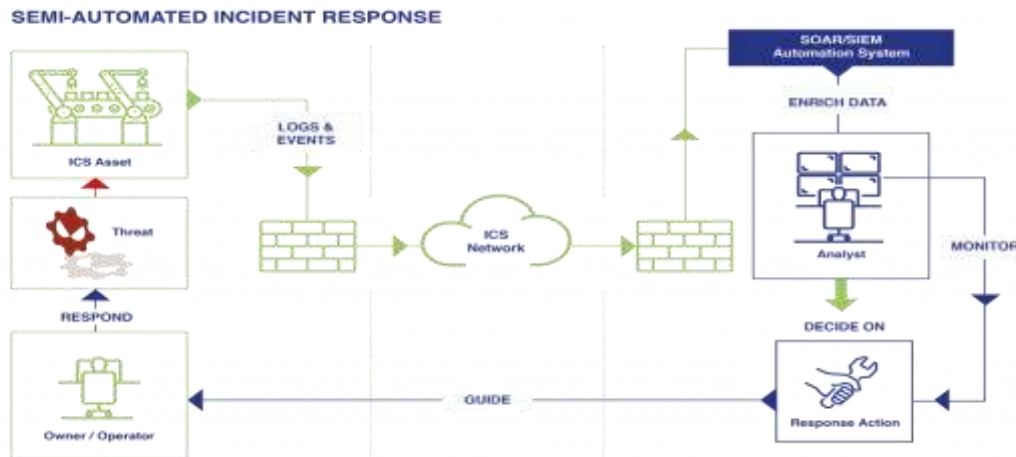 SEMI-AUTOMATED INCIDENT RESPONSE
SOAR/SIEM
Automation System
ENRICH DATA
LOGS &
EVENTS
ICS Asset
Threat
ICS
Network
Analyst
MONITOR
RESPOND
DECIDE ON
GUIDE
Response Action
Owner / Operator